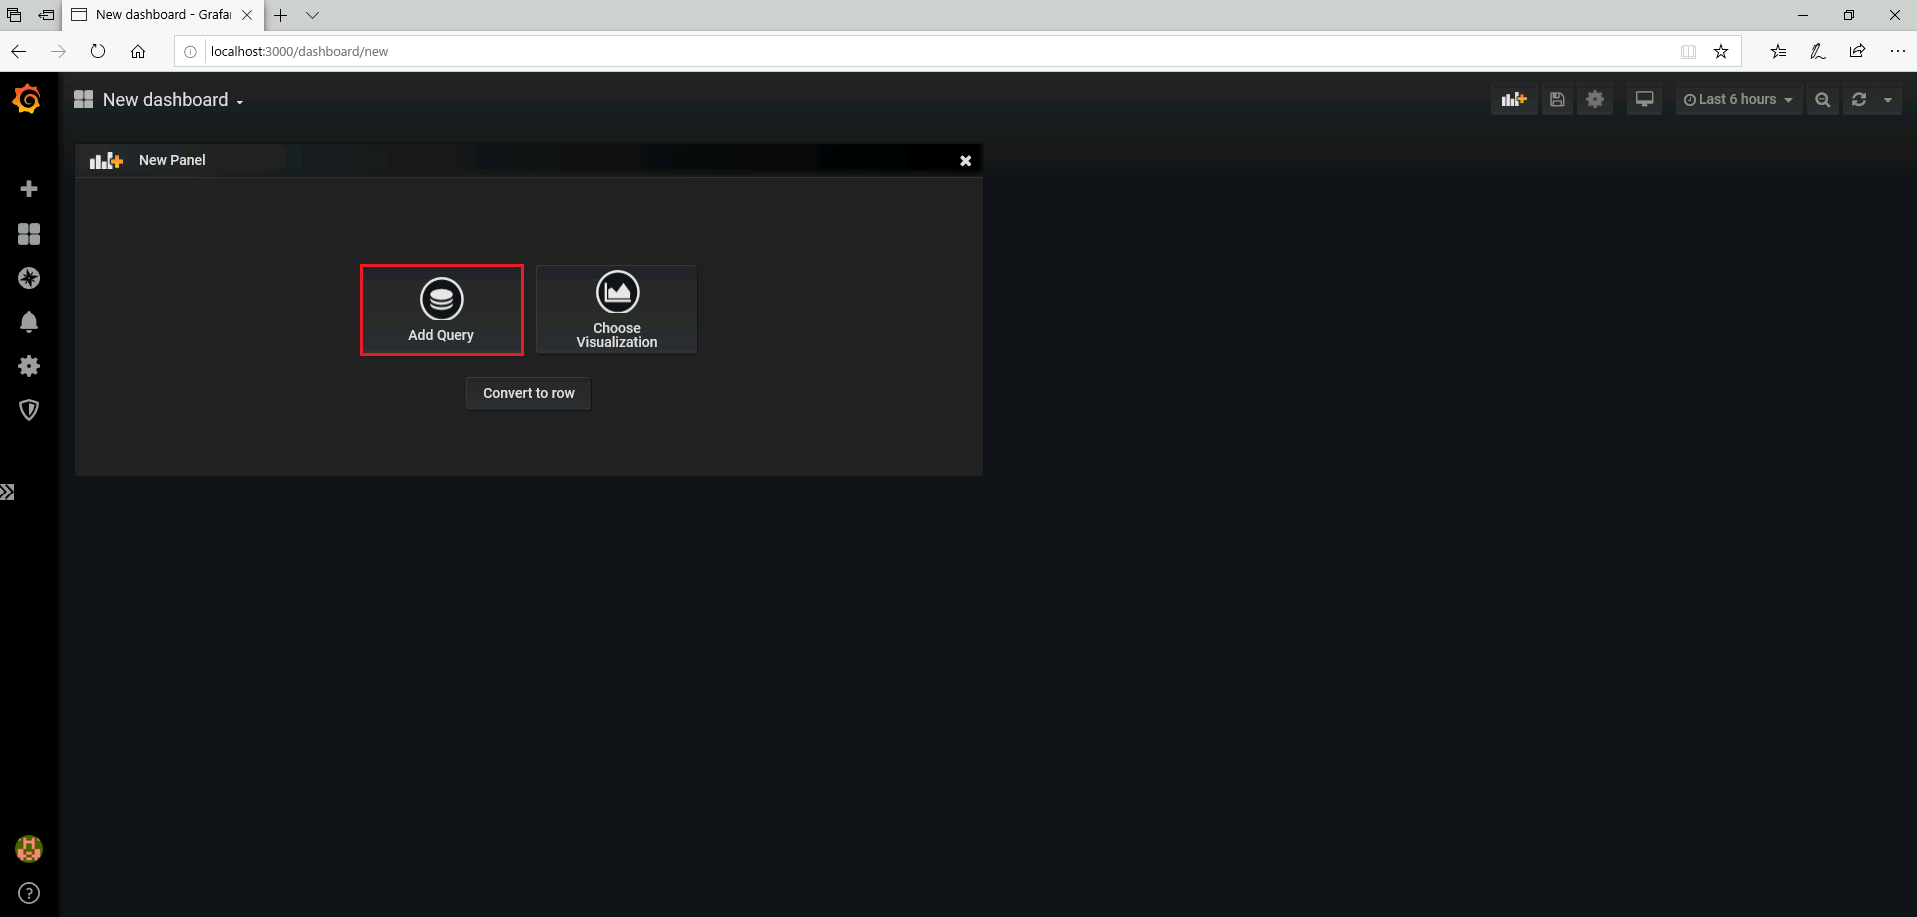 New dashboard - Grafan
localhost:3000/dashboard/new
New dashboard
Last 6 hours
New Panel
Add Query
Choose
Visualization
Convert to row